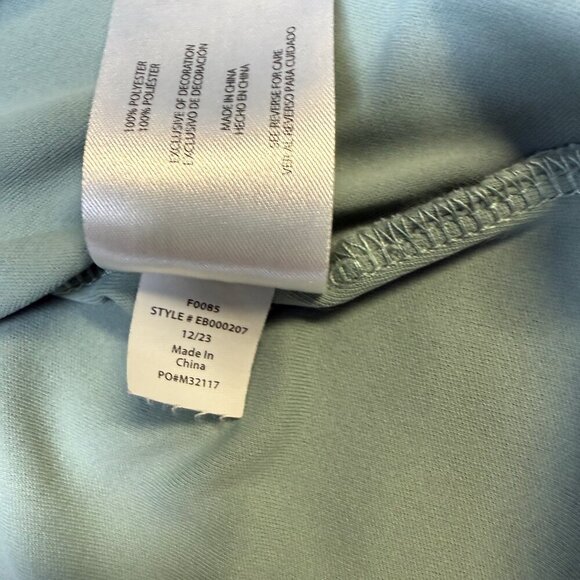 100% POLYESTER
100% POLIÉSTER
EXCLUSIVE OF DECORATION
EXCLUSIVO DE DECORACIÓN
MADE IN CHINA
HECHO EN CHINA
SEE REVERSE FOR CARE
VER AL REVERSO PARA CUIDADO
F0085
STYLE # EB000207
12/23
Made In
China
PO#M32117